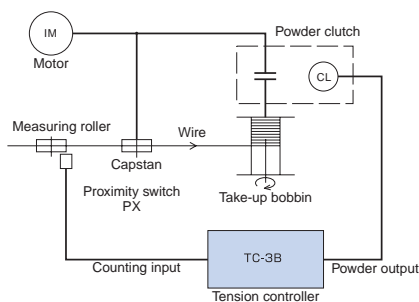 Powder clutch
IM
Motor
CL
Measuring roller
Wire
Capstan
Take-up bobbin
Proximity switch
PX
TC-3B
Counting input
Powder output
Tension controller